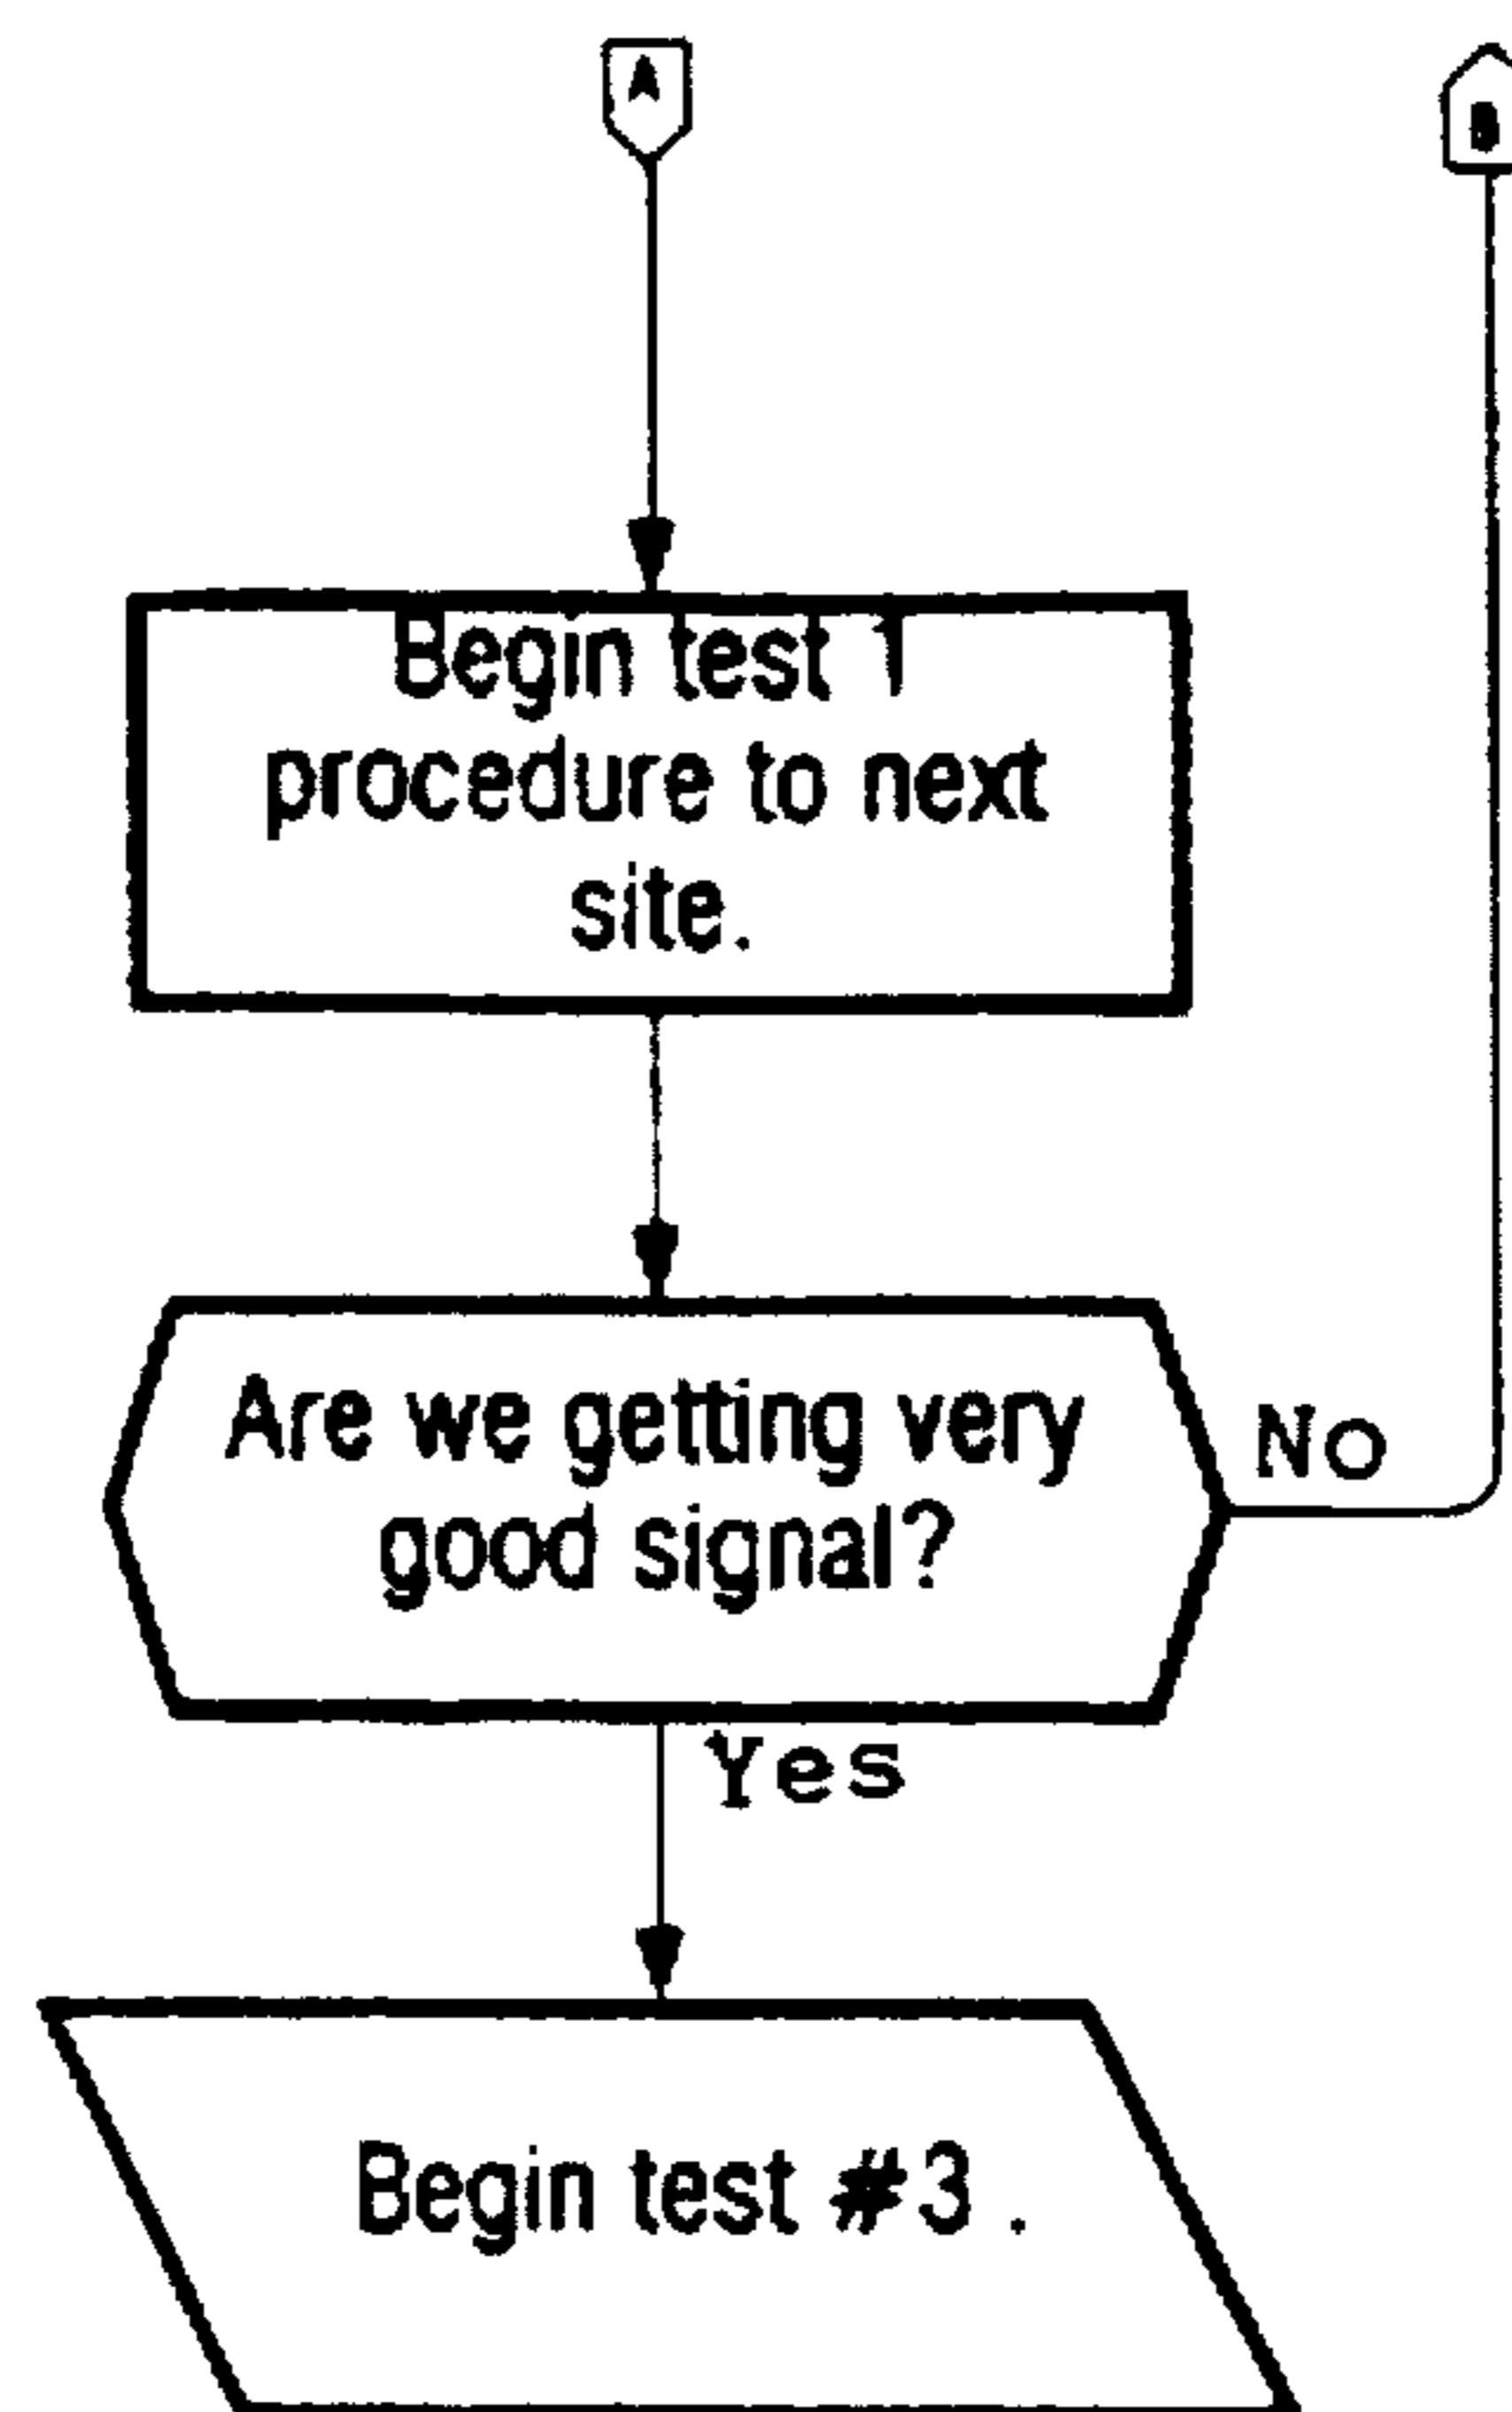 A
B
Begin test 1
procedure to next
site.
Are we getting very
good signal?
No
Yes
Begin test #3.